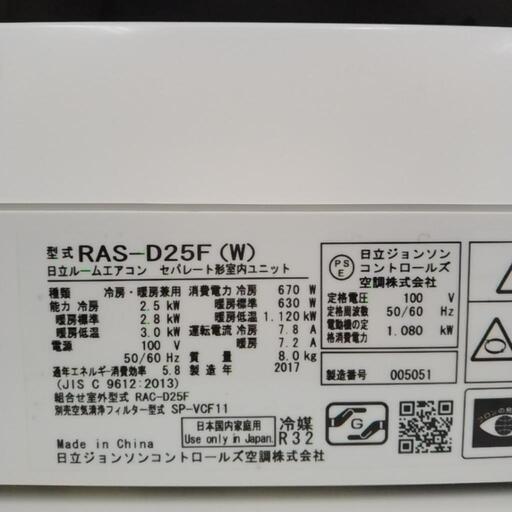 型式 RAS-D25F (W)
日立ルームエアコン セパレート形室内ユニット
種類 冷房・暖房兼用
能力 冷房 2.5 kW
暖房標準 2.8 kW
暖房低温 3.0 kW
電源 100 V
50/60 Hz
消費電力 冷房 670 W
暖房標準 630 W
暖房低温 1.120 kW
運転電流 冷房 7.8 A
暖房 7.2 A
質量 8.0kg
製造年 2017
通年エネルギー消費効率 5.8
(JIS C 9612:2013)
組合せ室外型式 RAC-D25F
別売空気清浄フィルター型式 SP-VCF11
Made in China
日本国内家庭用
Use only in Japan.
冷媒
R32
日立ジョンソンコントロールズ空調株式会社
PS
E
日立ジョンソン
コントロールズ
空調株式会社
定格電圧 100 V
定格周波数 50/60 Hz
電動機の定
格消費電力 1.080 kW
製造番号 005051
G